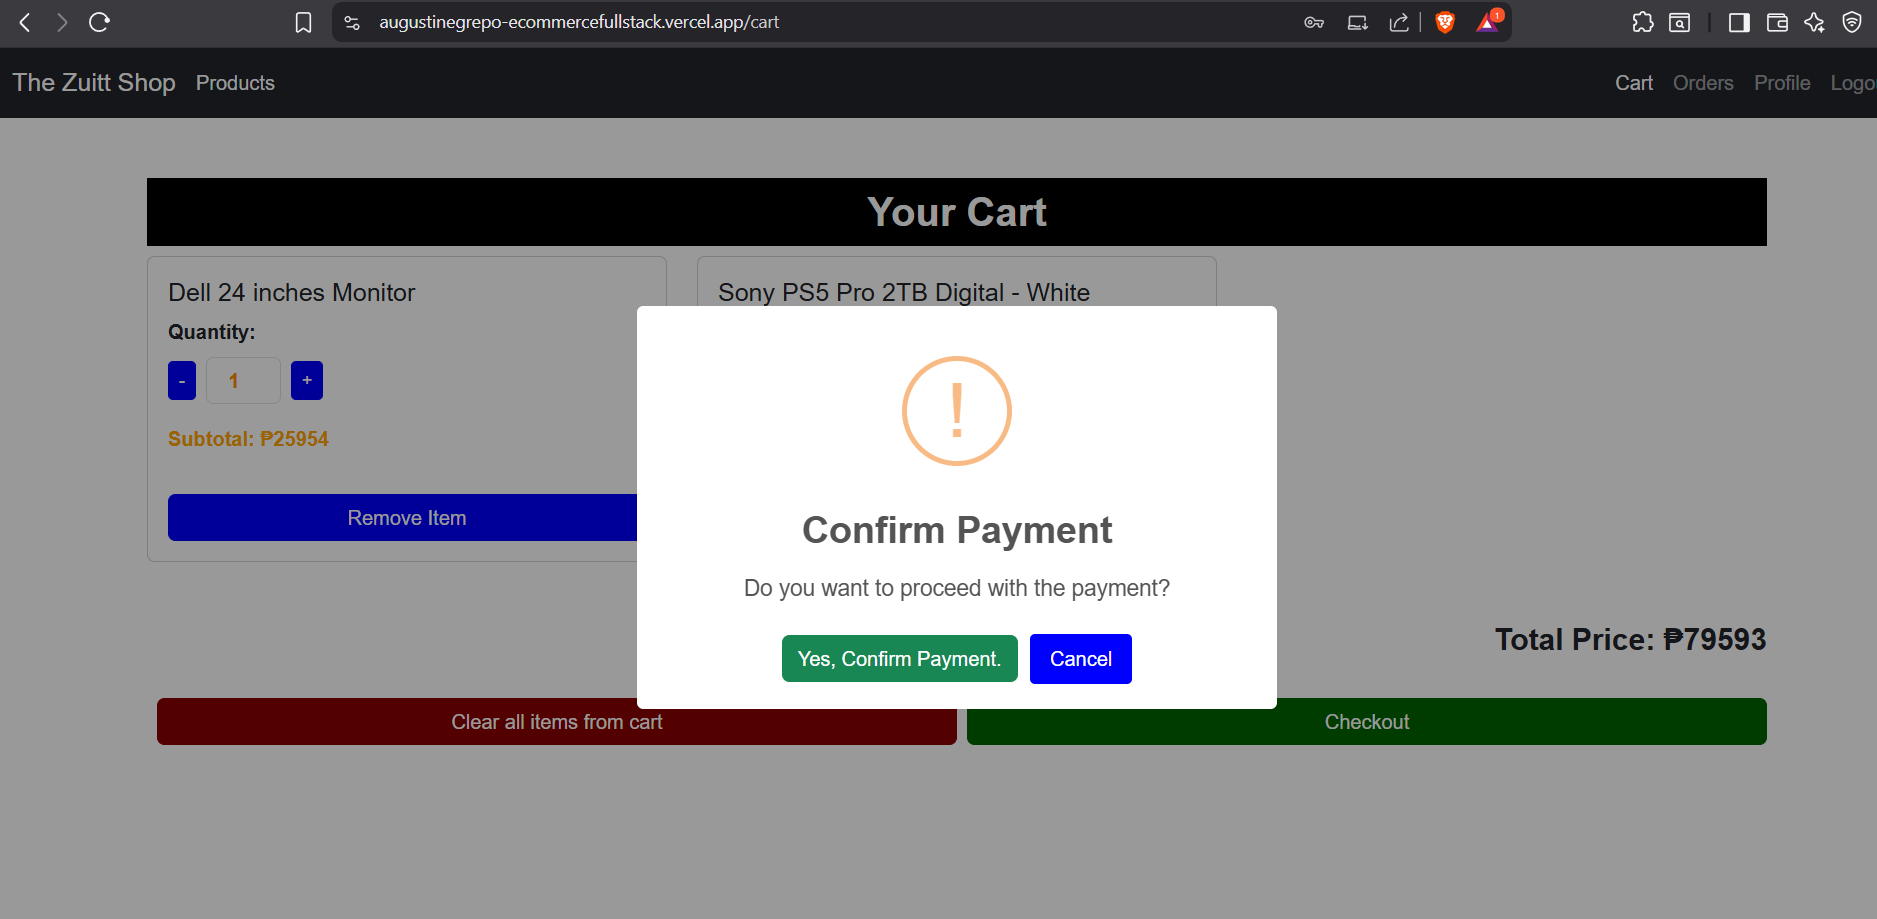 augustinegrepo-ecommercefullstack.vercel.app/cart
1
The Zuitt Shop Products
Cart Orders Profile Logo
Your Cart
Dell 24 inches Monitor
Quantity:
- 1 +
Subtotal: ₱25954
Remove Item
Sony PS5 Pro 2TB Digital - White
!
Confirm Payment
Do you want to proceed with the payment?
Yes, Confirm Payment. Cancel
Total Price: ₱79593
Clear all items from cart
Checkout